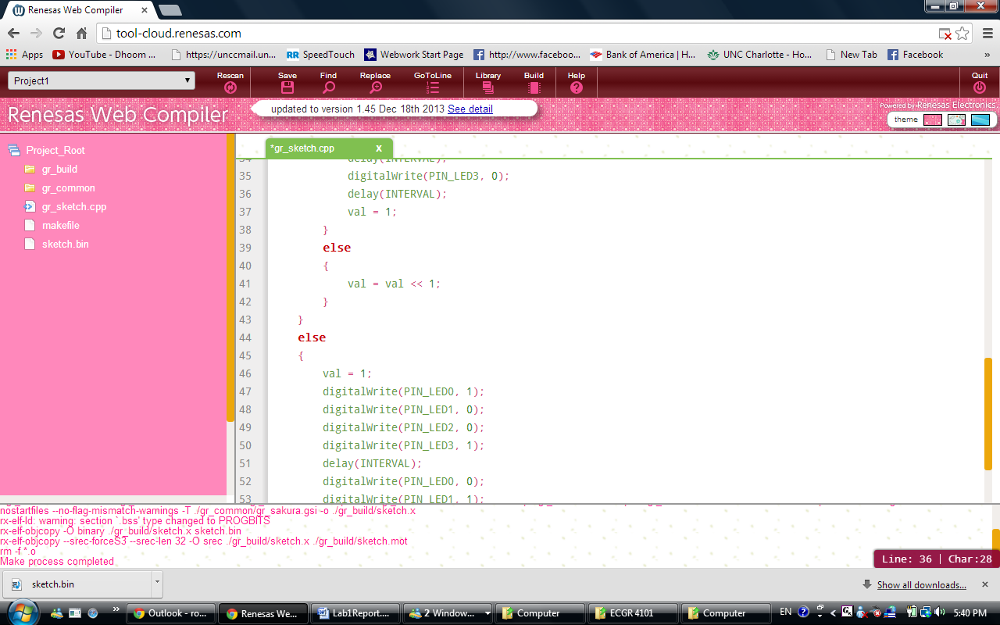 Renesas Web Compiler
tool-cloud.renesas.com
Apps YouTube - Dhoom ... https://unccmail.un... SpeedTouch Webwork Start Page http://www.faceboo... Bank of America | H... UNC Charlotte - Ho... New Tab Facebook »
Project1 Rescan Save Find Replace GoToLine Library Build Help Quit
Renesas Web Compiler updated to version 1.45 Dec 18th 2013 See detail Powered by Renesas Electronics
theme
Project_Root
gr_build
gr_common
gr_sketch.cpp
makefile
sketch.bin
*gr_sketch.cpp x
34 delay(INTERVAL);
35 digitalWrite(PIN_LED3, 0);
36 delay(INTERVAL);
37 val = 1;
38 }
39 else
40 {
41 val = val << 1;
42 }
43 }
44 else
45 {
46 val = 1;
47 digitalWrite(PIN_LED0, 1);
48 digitalWrite(PIN_LED1, 0);
49 digitalWrite(PIN_LED2, 0);
50 digitalWrite(PIN_LED3, 1);
51 delay(INTERVAL);
52 digitalWrite(PIN_LED0, 0);
53 digitalWrite(PIN_LED1, 1);
nostartfiles --no-flag-mismatch-warnings -T ./gr_common/gr_sakura.gsi -o ./gr_build/sketch.x
rx-elf-ld: warning: section `.bss' type changed to PROGBITS
rx-elf-objcopy -O binary ./gr_build/sketch.x sketch.bin
rx-elf-objcopy --srec-forceS3 --srec-len 32 -O srec ./gr_build/sketch.x ./gr_build/sketch.mot
rm -f *.o
Make process completed
Line: 36 | Char:28
sketch.bin Show all downloads...
» Outlook - ro... Renesas We... Lab1Report.... 2 Window... Computer ECGR 4101 Computer EN 5:40 PM